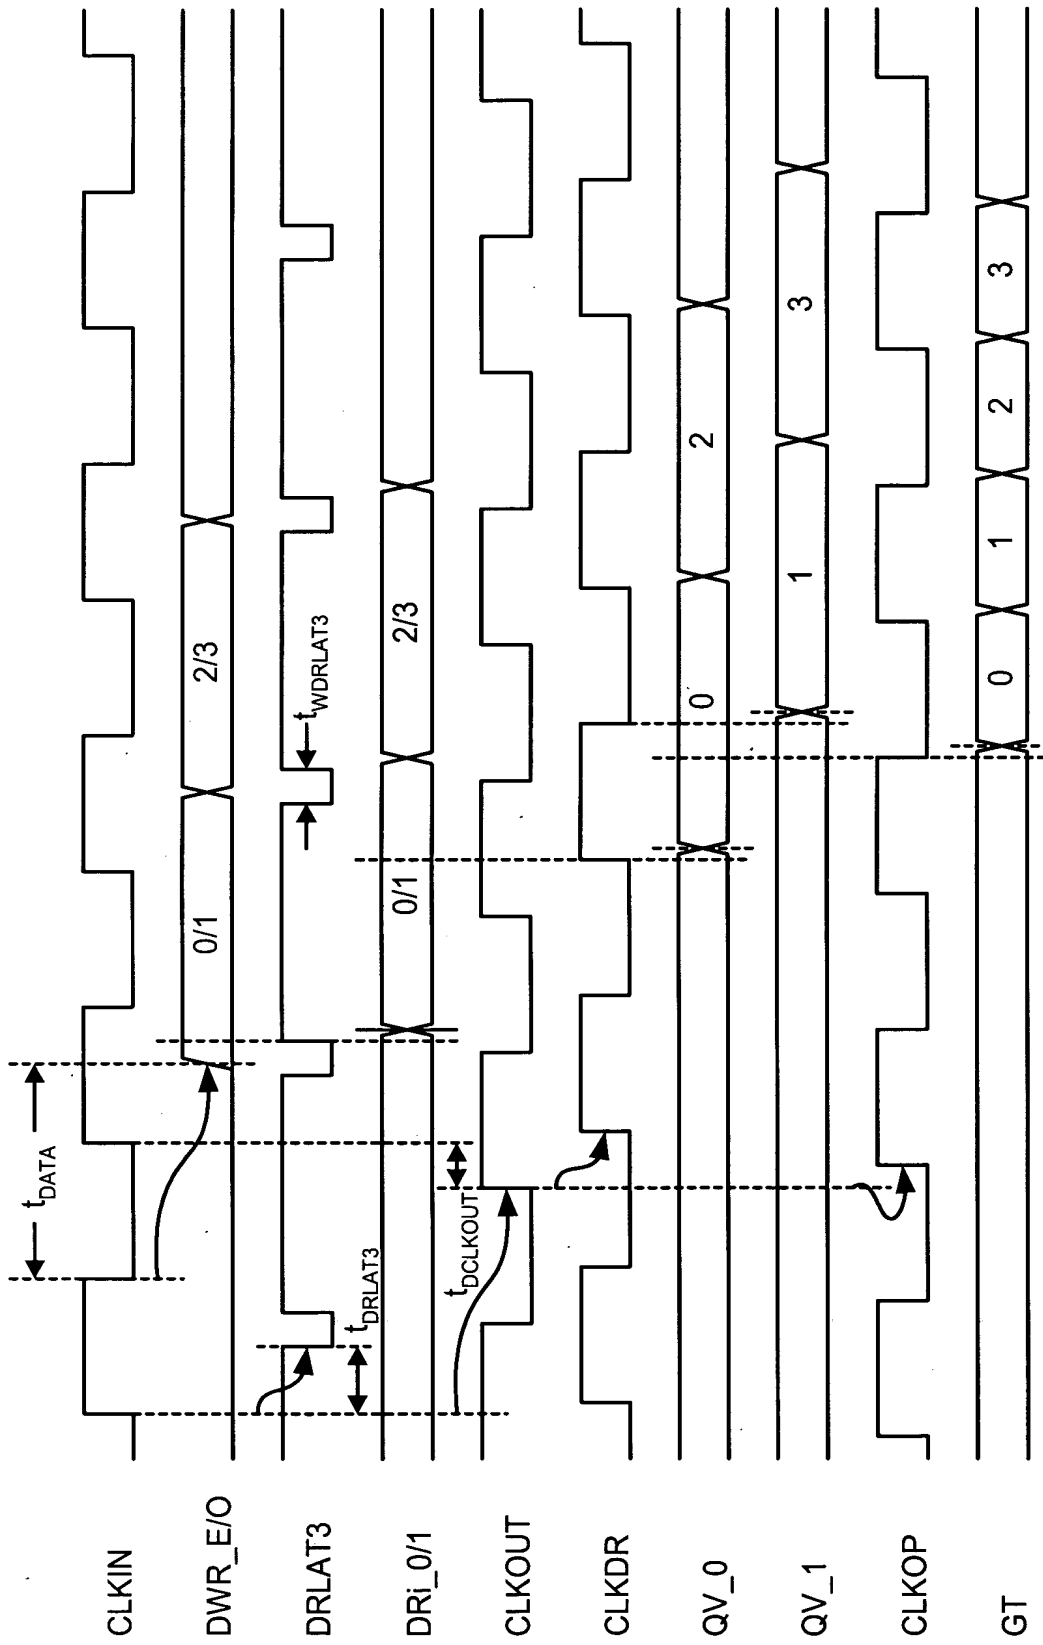 CLKIN
t_DATA
DWR_E/O
0/1
2/3
DRLAT3
t_DRLAT3
t_WDRLAT3
DRi_0/1
0/1
2/3
CLKOUT
t_DCLKOUT
CLKDR
QV_0
0
2
QV_1
1
3
CLKOP
GT
0
1
2
3